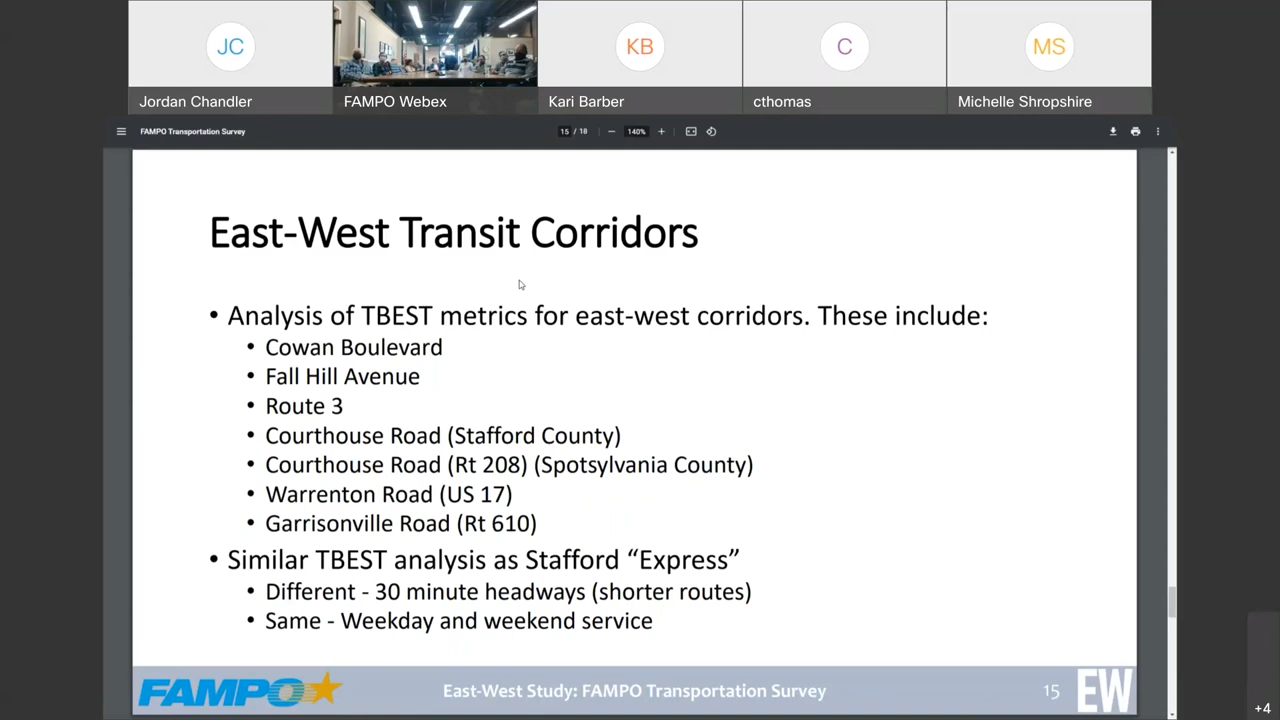 JC
KB
C
MS
Jordan Chandler
FAMPO Webex
Kari Barber
cthomas
Michelle Shropshire
FAMPO Transportation Survey
15 / 18
140%
East-West Transit Corridors
• Analysis of TBEST metrics for east-west corridors. These include:
• Cowan Boulevard
• Fall Hill Avenue
• Route 3
• Courthouse Road (Stafford County)
• Courthouse Road (Rt 208) (Spotsylvania County)
• Warrenton Road (US 17)
• Garrisonville Road (Rt 610)
• Similar TBEST analysis as Stafford “Express”
• Different - 30 minute headways (shorter routes)
• Same - Weekday and weekend service
FAMPO
East-West Study: FAMPO Transportation Survey
15
EW
+4